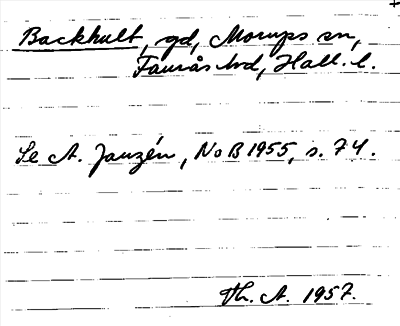 Backhult, gd, Morups sn,
Faurås hd, Hall. l.
Se A. Janzén, NoB 1955, s. 74.
Th. A. 1957.